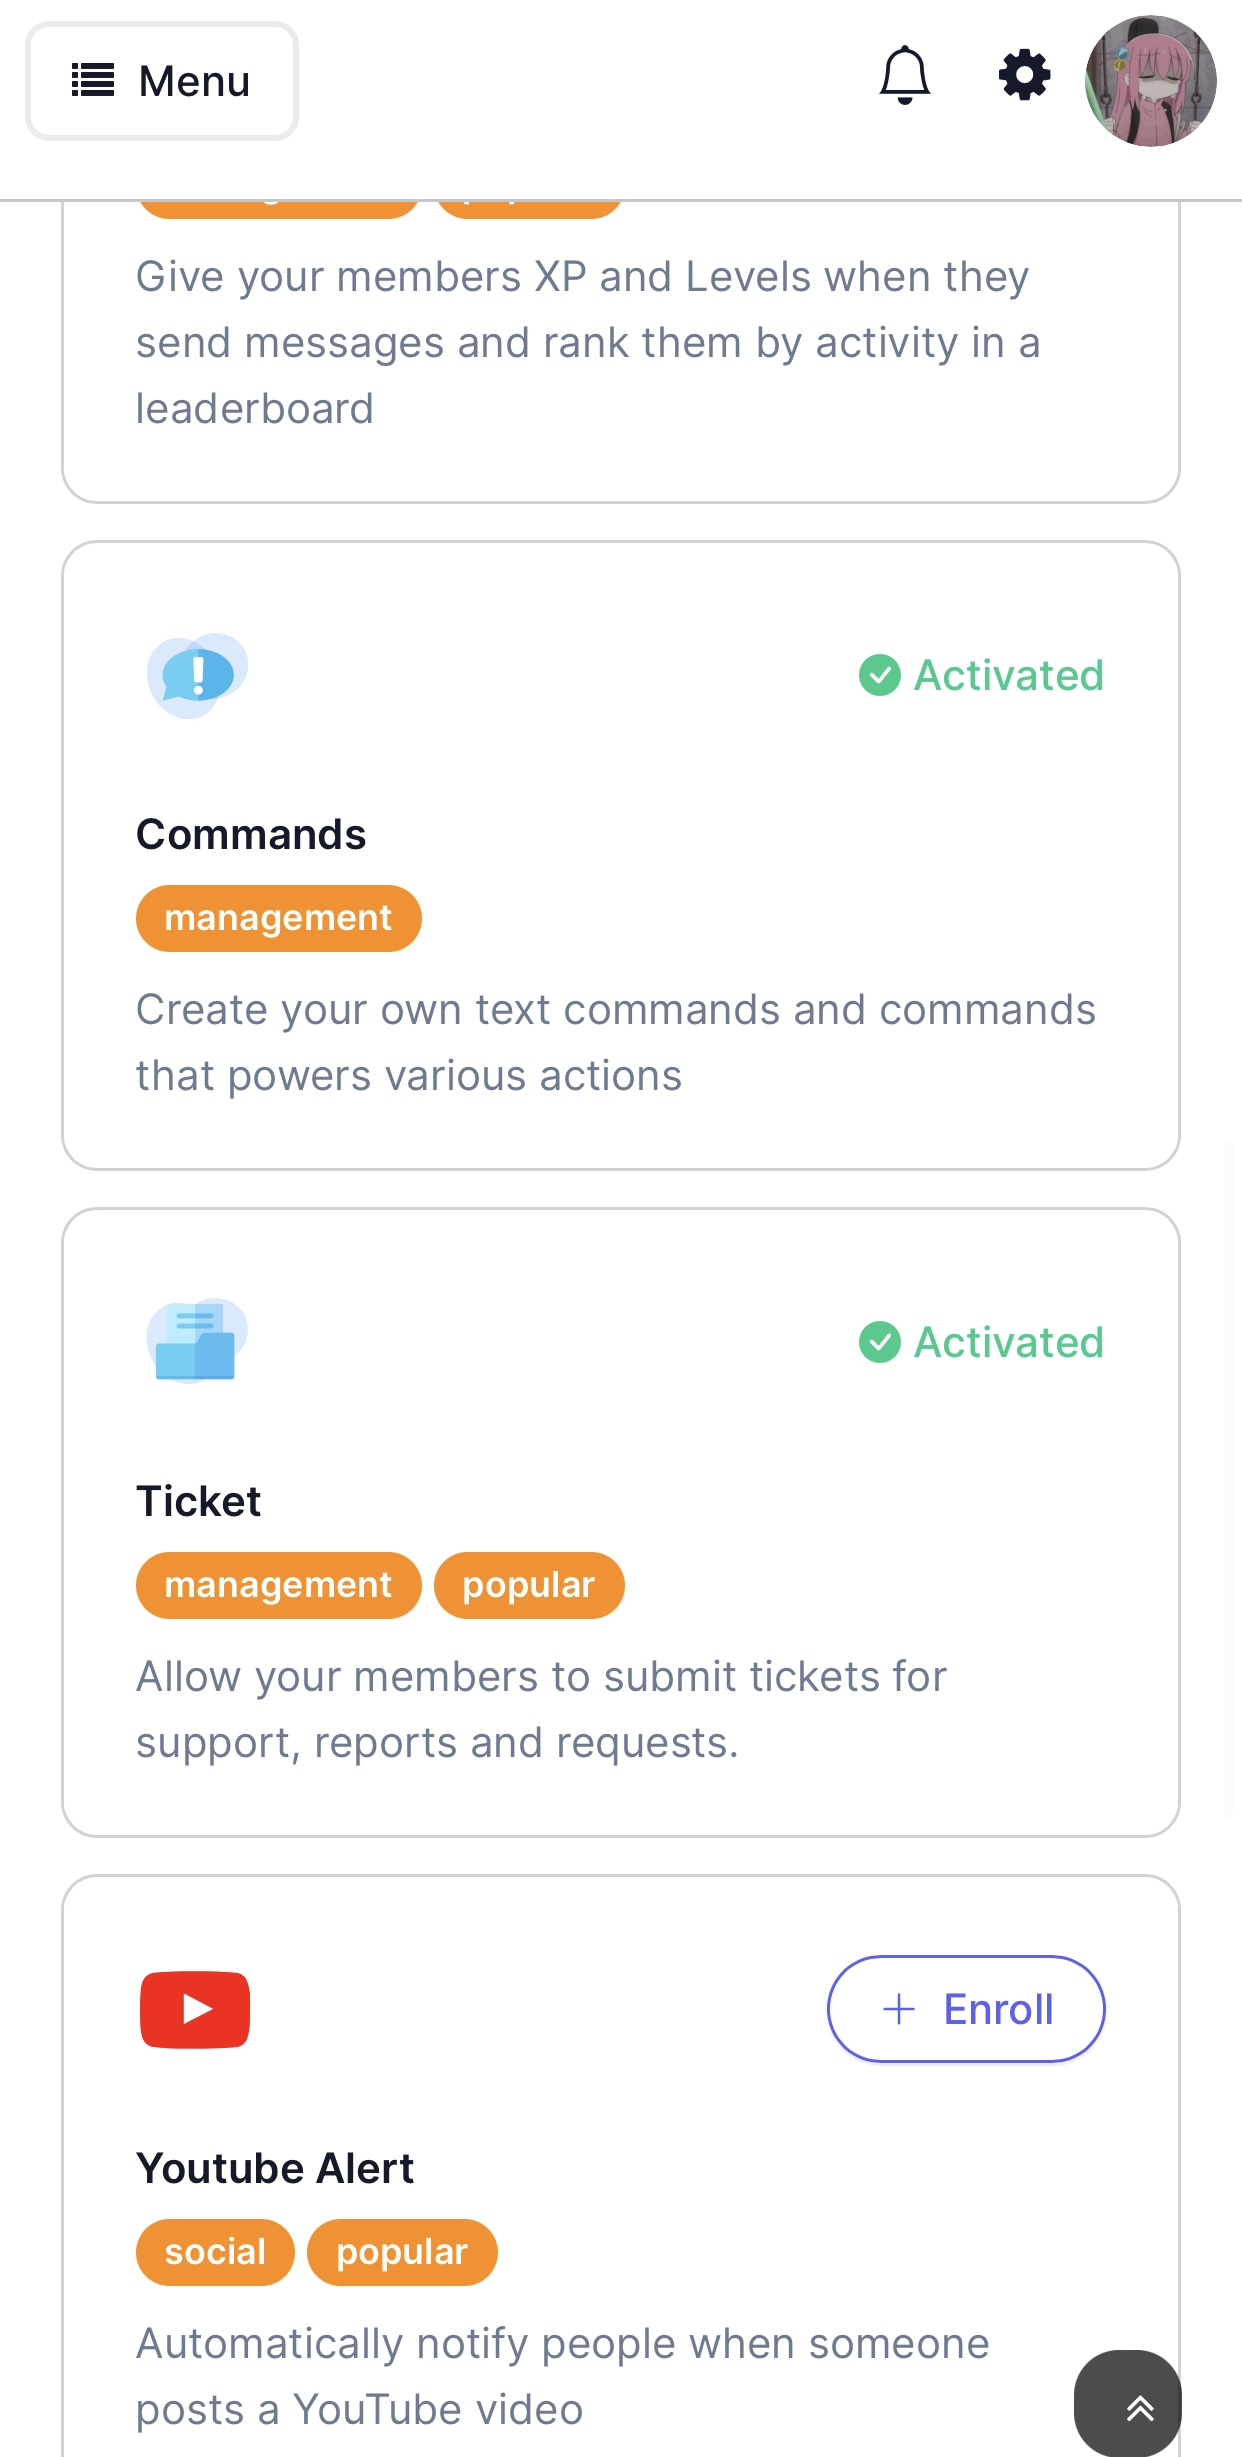 Menu
Give your members XP and Levels when they
send messages and rank them by activity in a
leaderboard
Activated
Commands
management
Create your own text commands and commands
that powers various actions
Activated
Ticket
management popular
Allow your members to submit tickets for
support, reports and requests.
Enroll
Youtube Alert
social popular
Automatically notify people when someone
posts a YouTube video